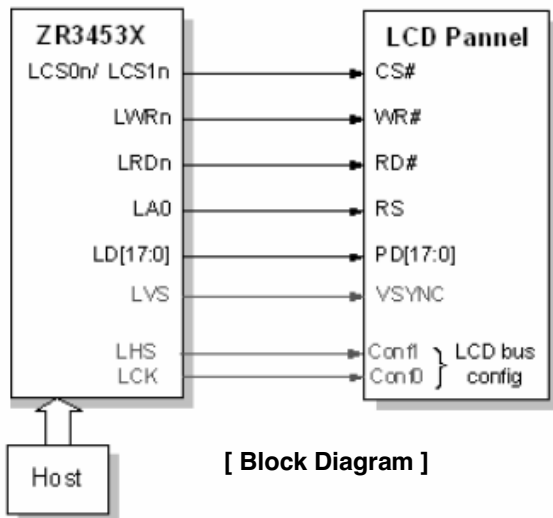 ZR3453X
LCS0n/ LCS1n
LWRn
LRDn
LA0
LD[17:0]
LVS
LHS
LCK
LCD Pannel
CS#
WR#
RD#
RS
PD[17:0]
VSYNC
Conf1
Conf0
LCD bus
config
Host
[ Block Diagram ]